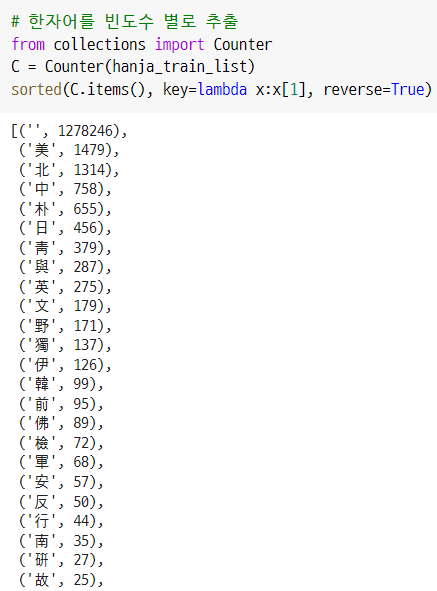 # 한자어를 빈도수 별로 추출
from collections import Counter
C = Counter(hanja_train_list)
sorted(C.items(), key=lambda x:x[1], reverse=True)
[('', 1278246),
('美', 1479),
('北', 1314),
('中', 758),
('朴', 655),
('日', 456),
('靑', 379),
('與', 287),
('英', 275),
('文', 179),
('野', 171),
('獨', 137),
('伊', 126),
('韓', 99),
('前', 95),
('佛', 89),
('檢', 72),
('軍', 68),
('安', 57),
('反', 50),
('行', 44),
('南', 35),
('硏', 27),
('故', 25),